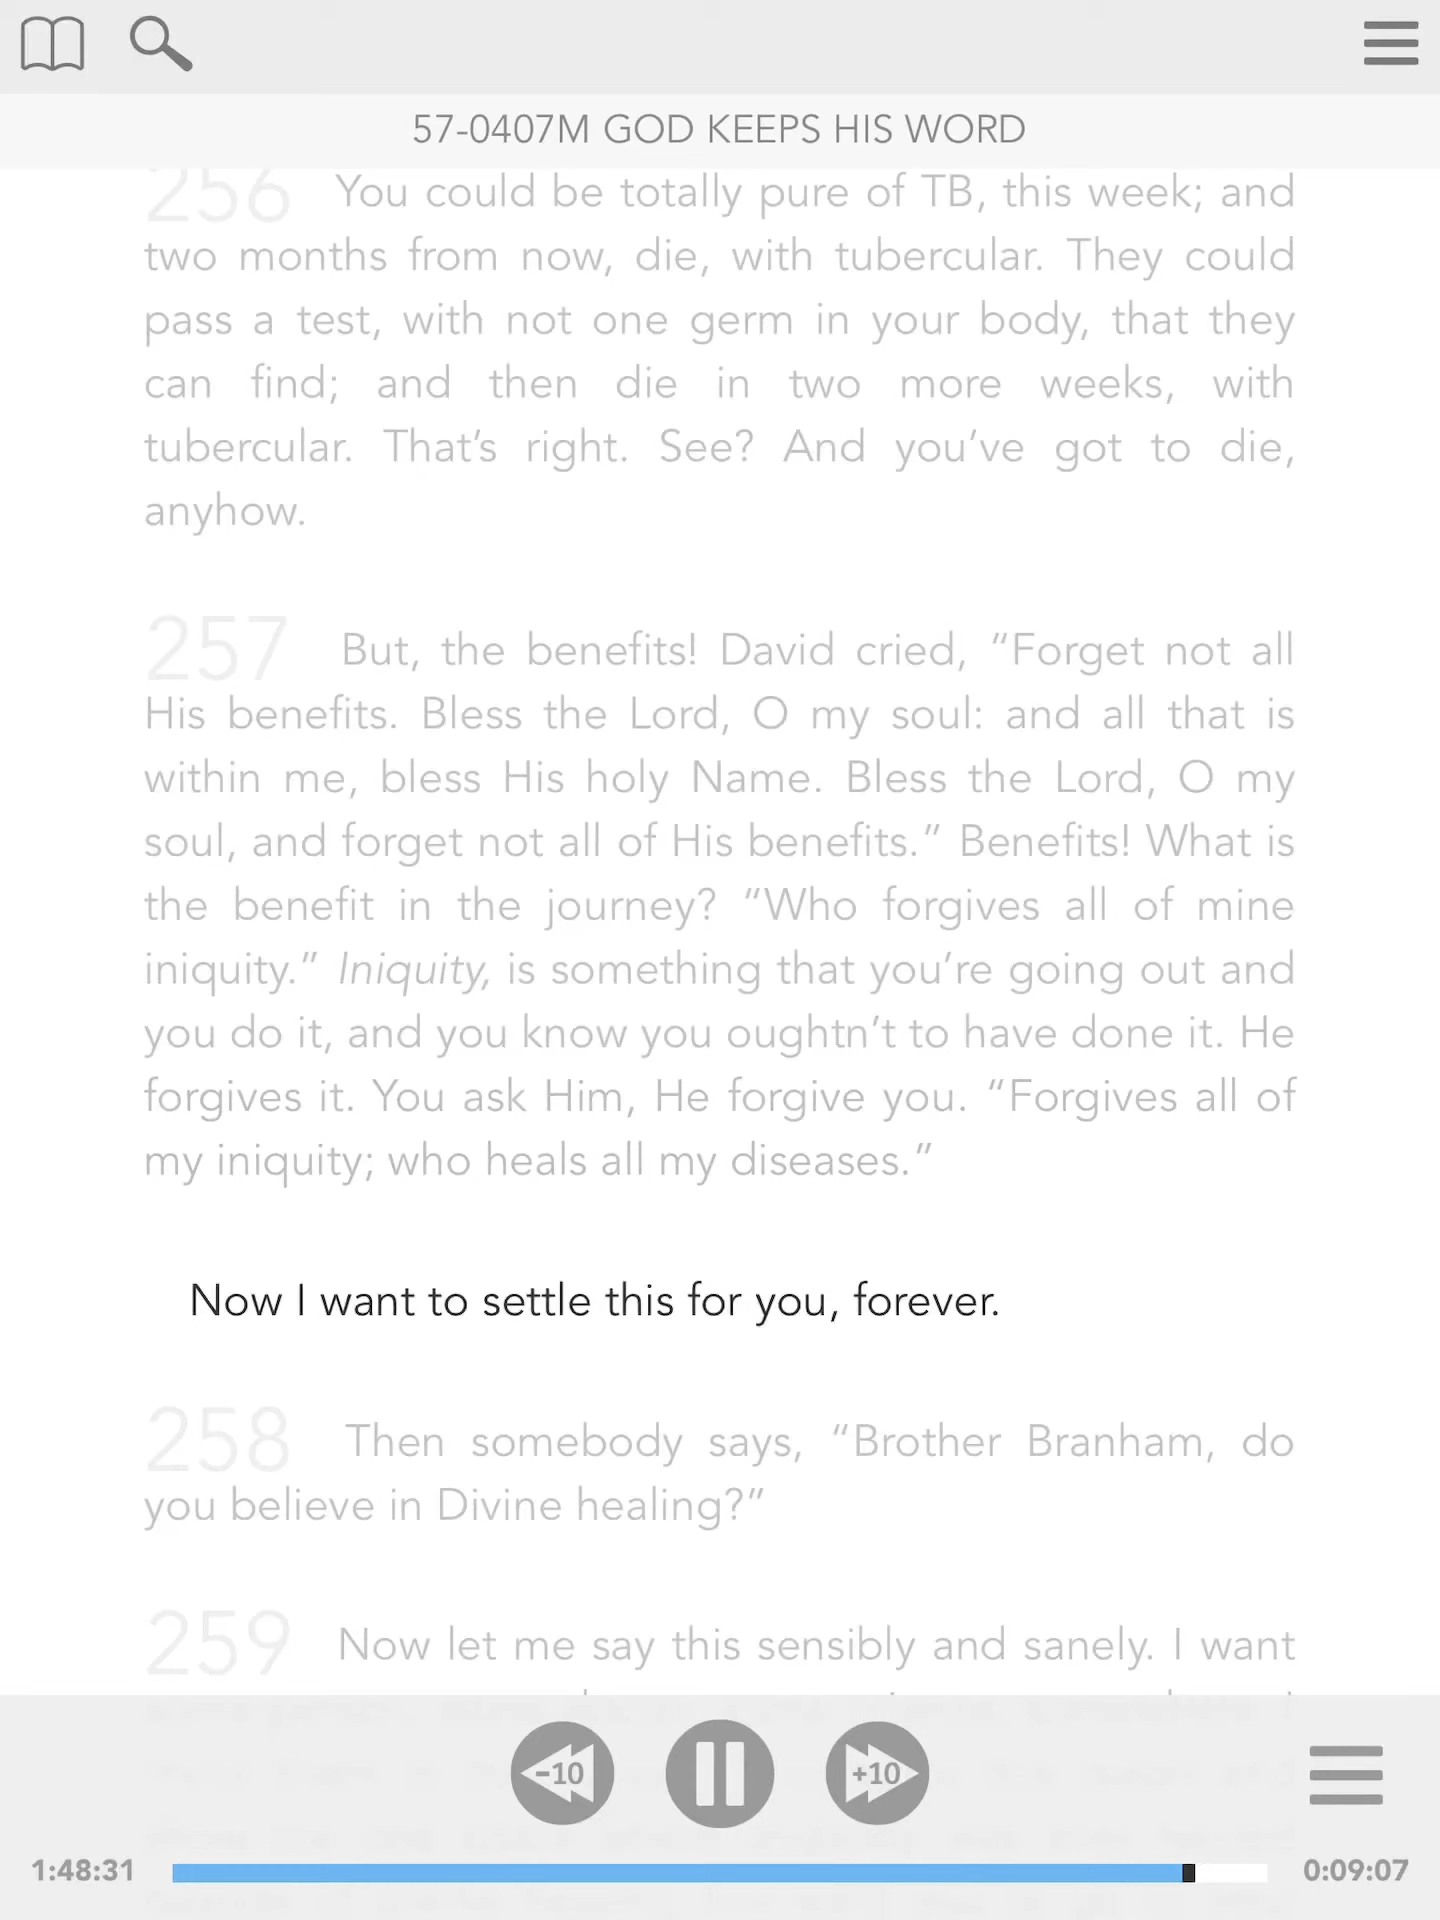 57-0407M GOD KEEPS HIS WORD
256 You could be totally pure of TB, this week; and
two months from now, die, with tubercular. They could
pass a test, with not one germ in your body, that they
can find; and then die in two more weeks, with
tubercular. That’s right. See? And you’ve got to die,
anyhow.
257 But, the benefits! David cried, “Forget not all
His benefits. Bless the Lord, O my soul: and all that is
within me, bless His holy Name. Bless the Lord, O my
soul, and forget not all of His benefits.” Benefits! What is
the benefit in the journey? “Who forgives all of mine
iniquity.” Iniquity, is something that you’re going out and
you do it, and you know you oughtn’t to have done it. He
forgives it. You ask Him, He forgive you. “Forgives all of
my iniquity; who heals all my diseases.”
Now I want to settle this for you, forever.
258 Then somebody says, “Brother Branham, do
you believe in Divine healing?”
259 Now let me say this sensibly and sanely. I want
-10 +10
1:48:31 0:09:07